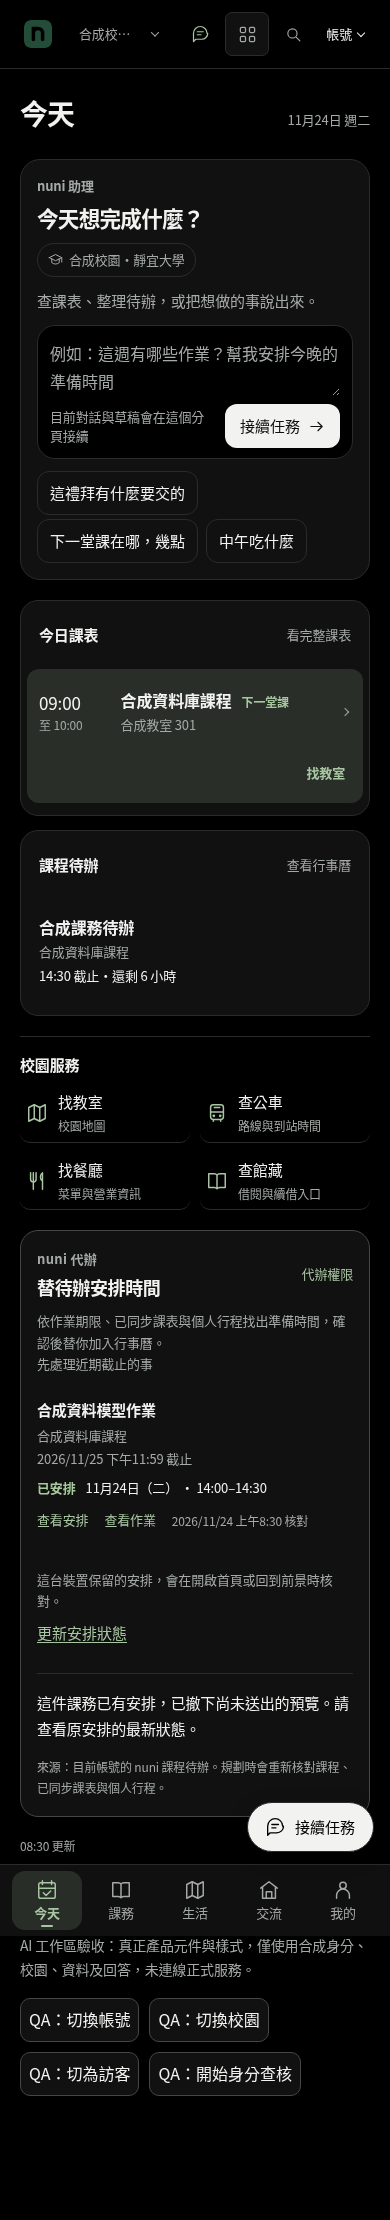 n
合成校…
帳號
今天
11月24日 週二
nuni 助理
今天想完成什麼？
合成校園・靜宜大學
查課表、整理待辦，或把想做的事說出來。
例如：這週有哪些作業？幫我安排今晚的
準備時間
目前對話與草稿會在這個分
頁接續
接續任務 →
這禮拜有什麼要交的
下一堂課在哪，幾點
中午吃什麼
今日課表
看完整課表
09:00
至 10:00
合成資料庫課程 下一堂課
合成教室 301
找教室
課程待辦
查看行事曆
合成課務待辦
合成資料庫課程
14:30 截止・還剩 6 小時
校園服務
找教室
校園地圖
查公車
路線與到站時間
找餐廳
菜單與營業資訊
查館藏
借閱與續借入口
nuni 代辦
替待辦安排時間
代辦權限
依作業期限、已同步課表與個人行程找出準備時間，確
認後替你加入行事曆。
先處理近期截止的事
合成資料模型作業
合成資料庫課程
2026/11/25 下午11:59 截止
已安排 11月24日（二）・ 14:00–14:30
查看安排 查看作業 2026/11/24 上午8:30 核對
這台裝置保留的安排，會在開啟首頁或回到前景時核
對。
更新安排狀態
這件課務已有安排，已撤下尚未送出的預覽。請
查看原安排的最新狀態。
來源：目前帳號的 nuni 課程待辦。規劃時會重新核對課程、
已同步課表與個人行程。
接續任務
08:30 更新
今天
課務
生活
交流
我的
AI 工作區驗收：真正產品元件與樣式，僅使用合成身分、
校園、資料及回答，未連線正式服務。
QA：切換帳號
QA：切換校園
QA：切為訪客
QA：開始身分查核